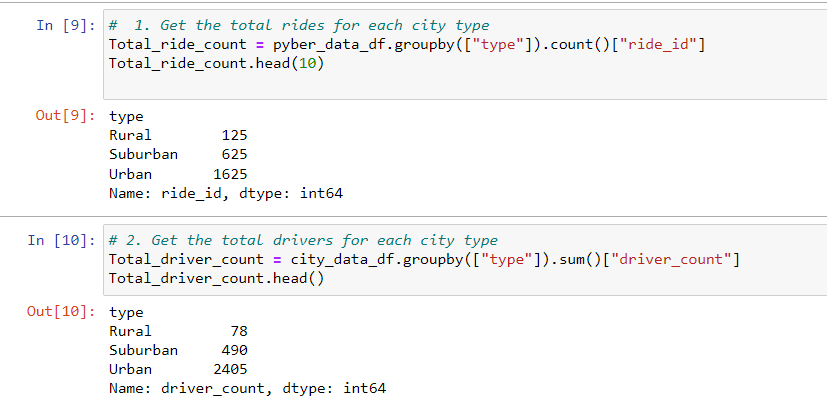 In [9]: #  1. Get the total rides for each city type
Total_ride_count = pyber_data_df.groupby(["type"]).count()["ride_id"]
Total_ride_count.head(10)
Out[9]: type
Rural 125
Suburban 625
Urban 1625
Name: ride_id, dtype: int64
In [10]: # 2. Get the total drivers for each city type
Total_driver_count = city_data_df.groupby(["type"]).sum()["driver_count"]
Total_driver_count.head()
Out[10]: type
Rural 78
Suburban 490
Urban 2405
Name: driver_count, dtype: int64